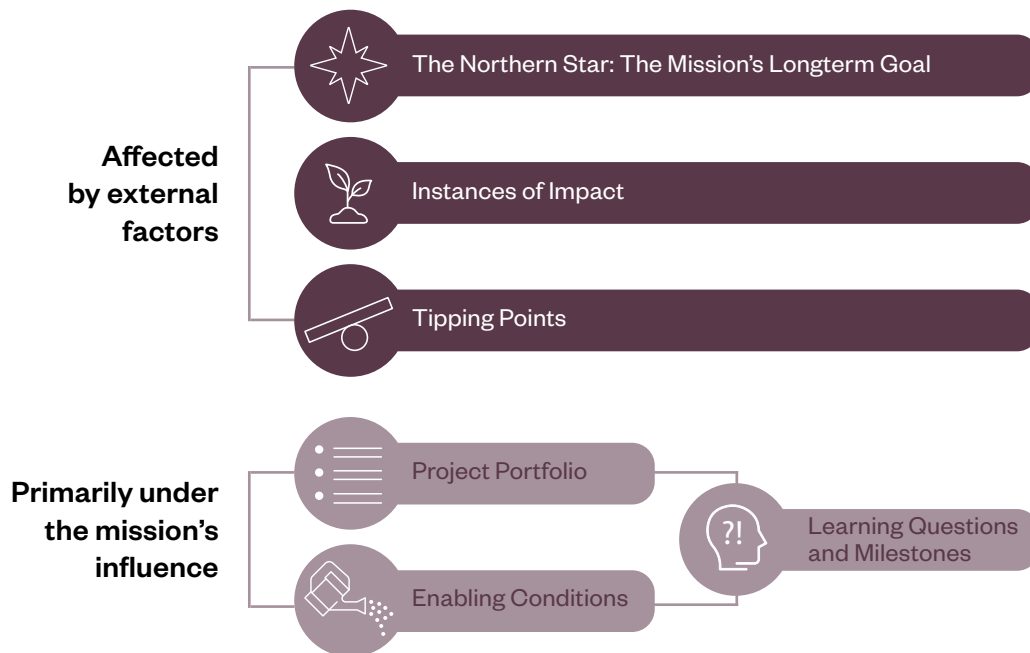 The Northern Star: The Mission's Longterm Goal
Affected
by external
factors
Instances of Impact
Tipping Points
Primarily under
the mission's
influence
Project Portfolio
?!
Learning Questions
and Milestones
Enabling Conditions